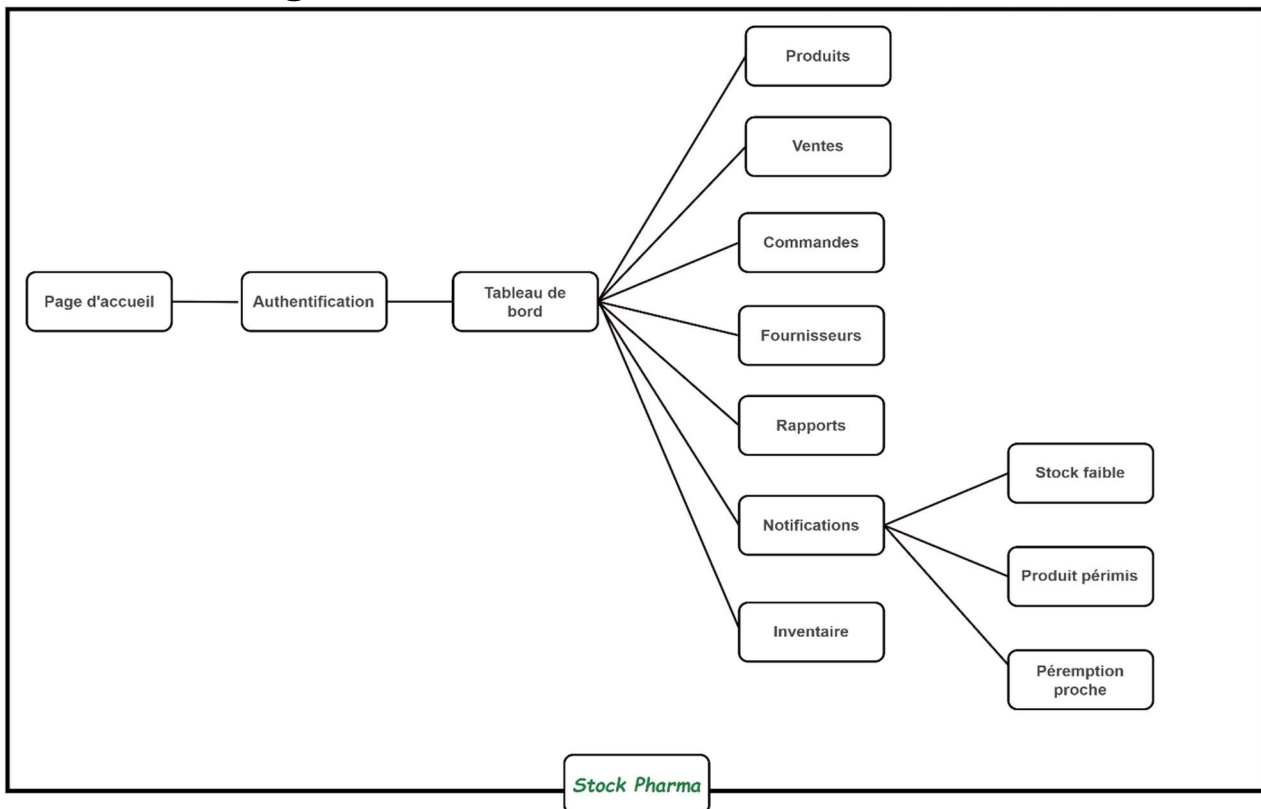 Produits
Ventes
Commandes
Page d'accueil
Authentification
Tableau de
bord
Fournisseurs
Rapports
Notifications
Inventaire
Stock faible
Produit périmis
Péremption
proche
Stock Pharma